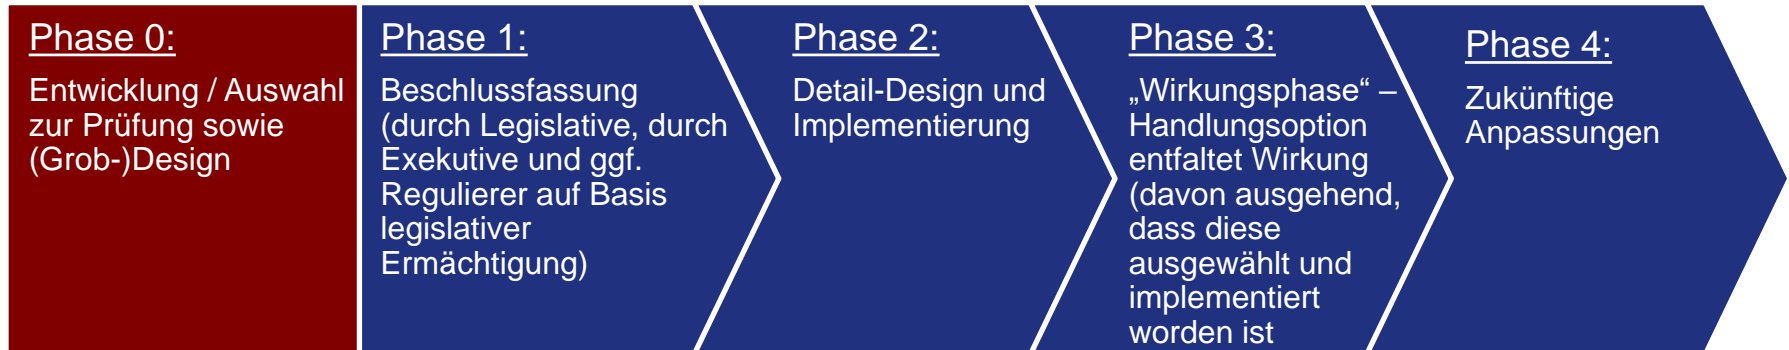 Phase 0:
Entwicklung / Auswahl
zur Prüfung sowie
(Grob-)Design
Phase 1:
Beschlussfassung
(durch Legislative, durch
Exekutive und ggf.
Regulierer auf Basis
legislativer
Ermächtigung)
Phase 2:
Detail-Design und
Implementierung
Phase 3:
„Wirkungsphase“ –
Handlungsoption
entfaltet Wirkung
(davon ausgehend,
dass diese
ausgewählt und
implementiert
worden ist
Phase 4:
Zukünftige
Anpassungen